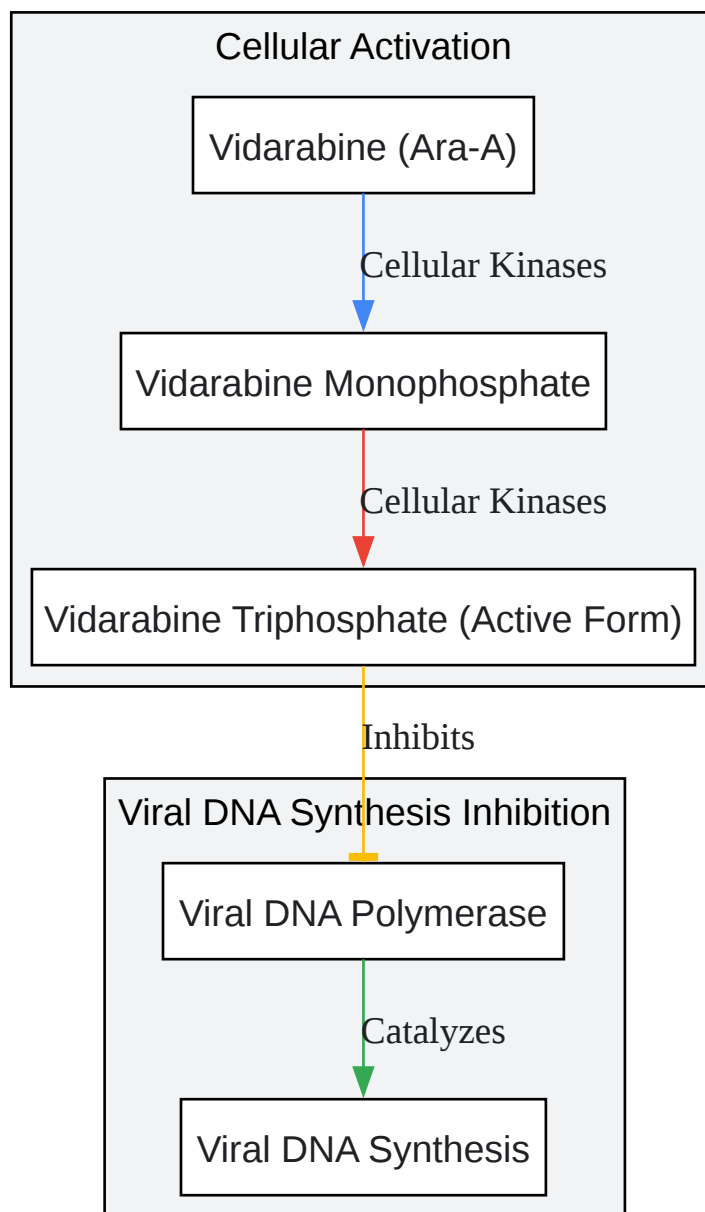 Cellular Activation
Vidarabine (Ara-A)
Cellular Kinases
Vidarabine Monophosphate
Cellular Kinases
Vidarabine Triphosphate (Active Form)
Inhibits
Viral DNA Synthesis Inhibition
Viral DNA Polymerase
Catalyzes
Viral DNA Synthesis